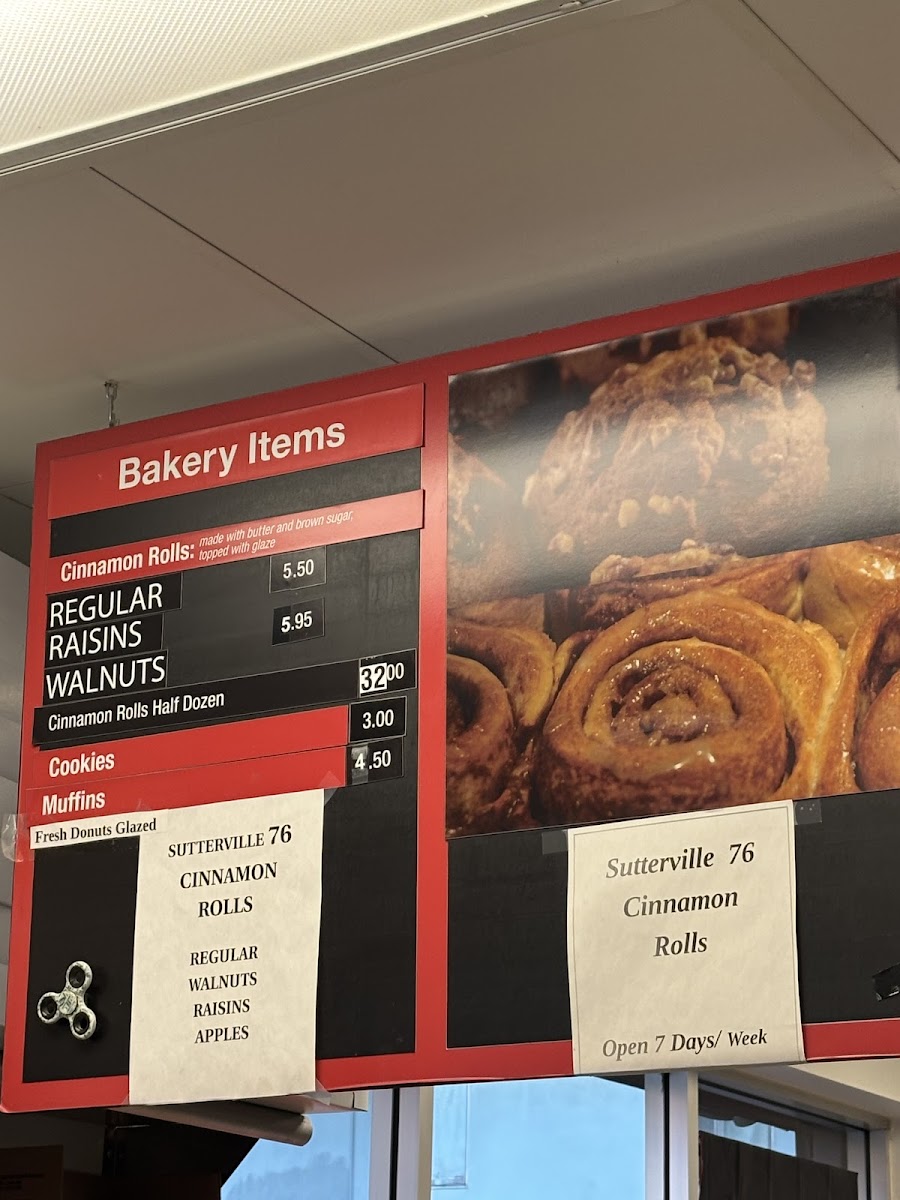 Bakery Items
Cinnamon Rolls: made with butter and brown sugar,
topped with glaze
REGULAR 5.50
RAISINS 5.95
WALNUTS
Cinnamon Rolls Half Dozen 3200
Cookies 3.00
Muffins 4.50
Fresh Donuts Glazed
SUTTERVILLE 76
CINNAMON
ROLLS
REGULAR
WALNUTS
RAISINS
APPLES
Sutterville 76
Cinnamon
Rolls
Open 7 Days/ Week